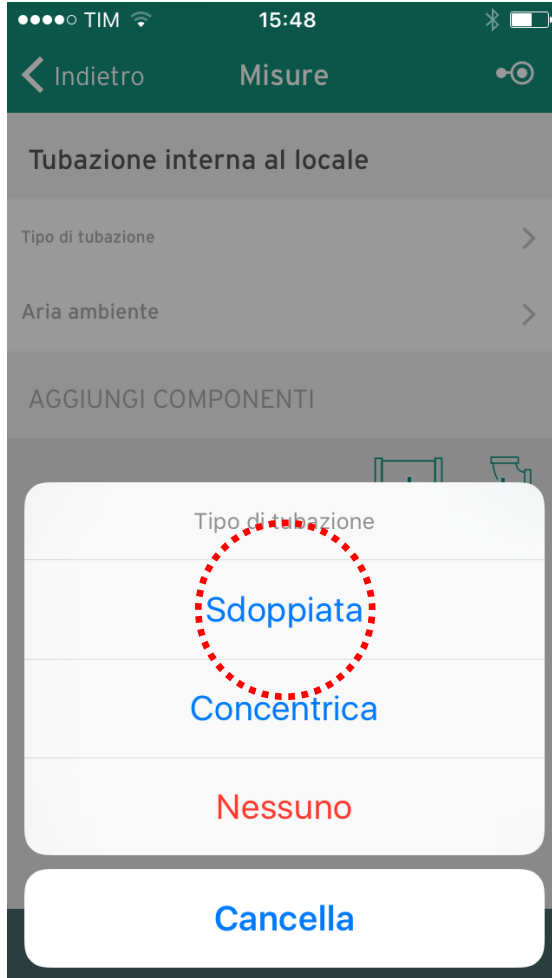 TIM 15:48
Indietro Misure
Tubazione interna al locale
Tipo di tubazione
Aria ambiente
AGGIUNGI COMPONENTI
Tipo di tubazione
Sdoppiata
Concentrica
Nessuno
Cancella